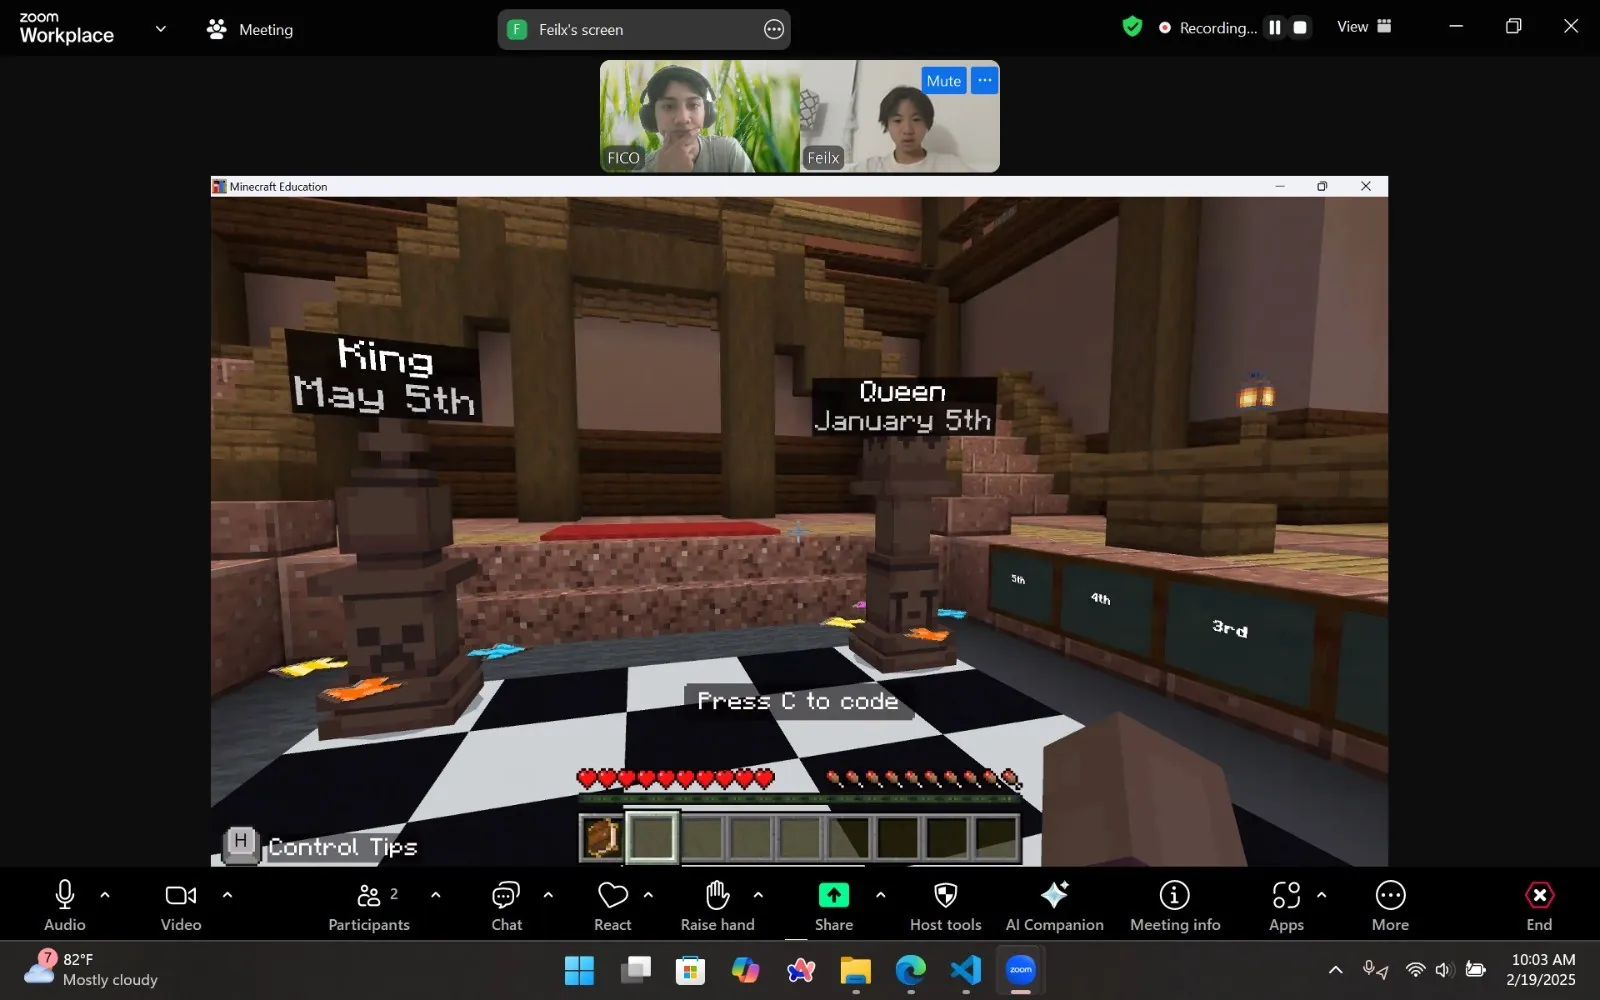 zoom
Workplace
Meeting
F
Feilx's screen
Recording...
View
Mute
FICO
Feilx
Minecraft Education
King
May 5th
Queen
January 5th
5th
4th
3rd
Press C to code
H
Control Tips
Audio
Video
2
Participants
Chat
React
Raise hand
Share
Host tools
AI Companion
Meeting info
Apps
More
End
7
82°F
Mostly cloudy
zoom
10:03 AM
2/19/2025